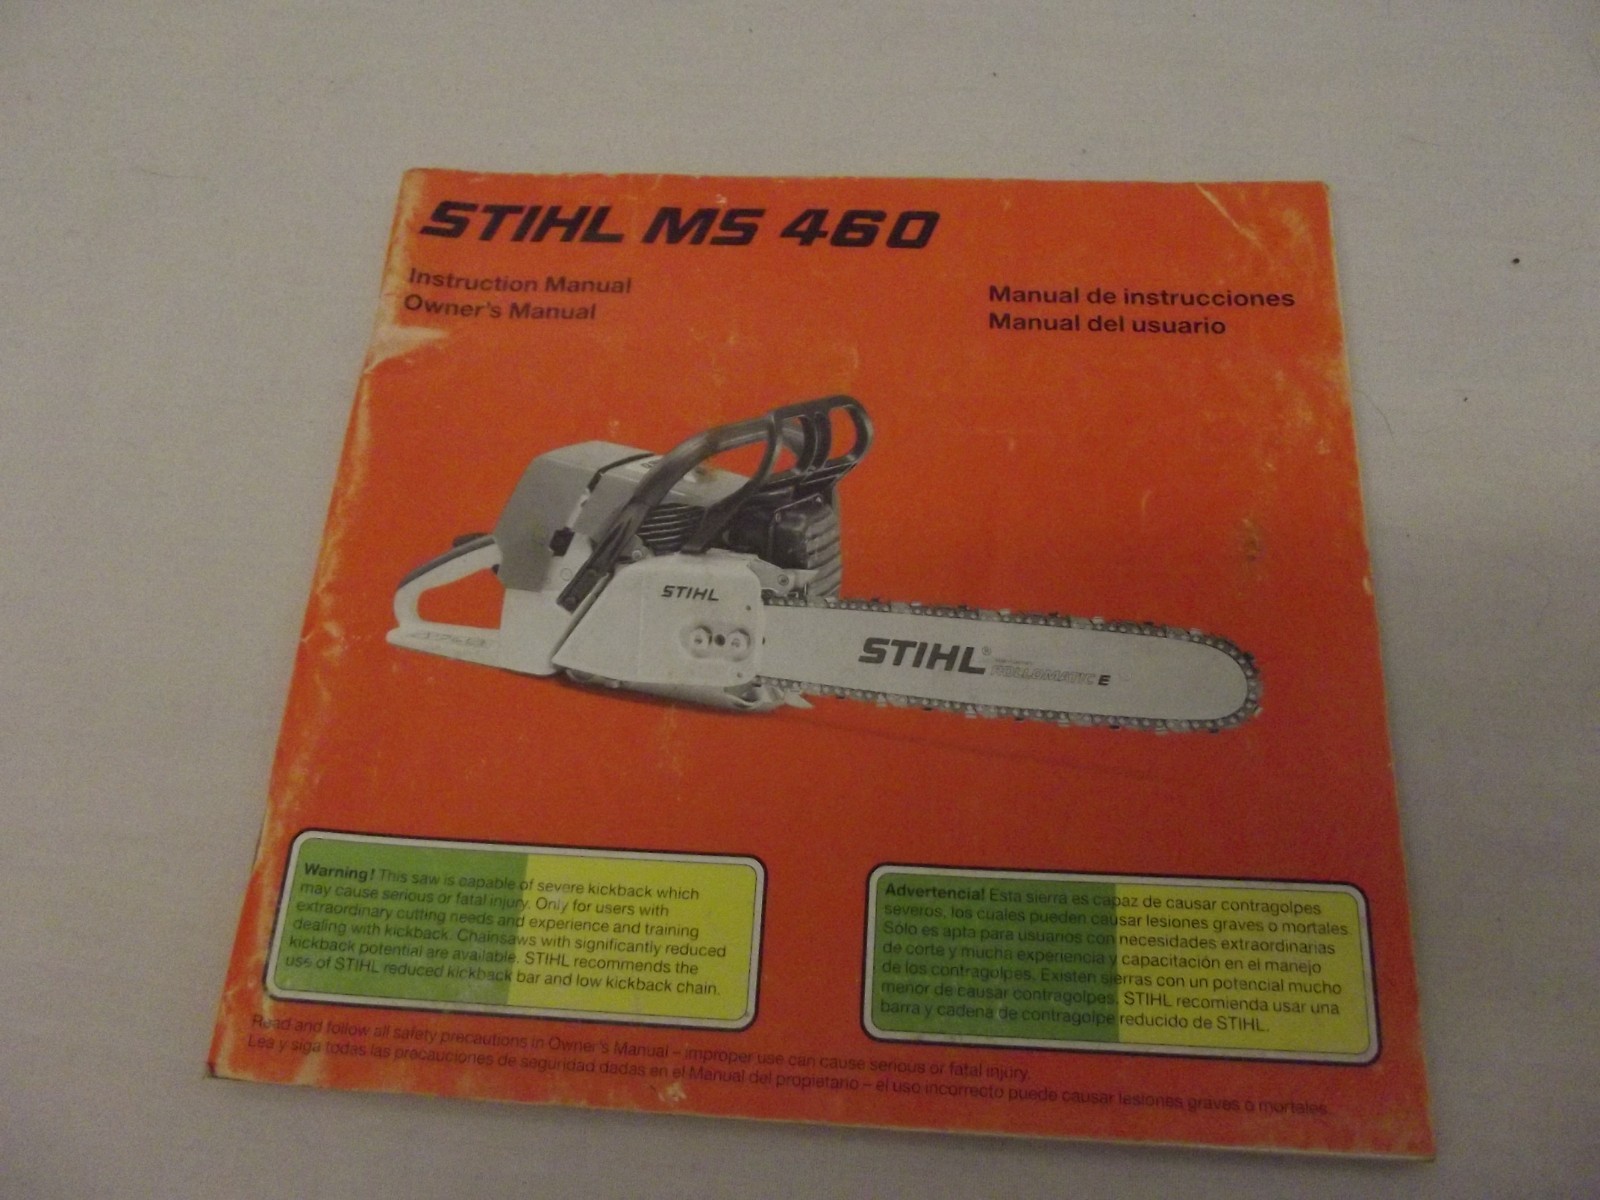 STIHL MS 460
Instruction Manual
Owner's Manual
Manual de instrucciones
Manual del usuario
STIHL
STIHL®
ROLLOMATIC E
Warning! This saw is capable of severe kickback which
may cause serious or fatal injury. Only for users with
extraordinary cutting needs and experience and training
dealing with kickback. Chainsaws with significantly reduced
kickback potential are available. STIHL recommends the
use of STIHL reduced kickback bar and low kickback chain.
Advertencia! Esta sierra es capaz de causar contragolpes
severos, los cuales pueden causar lesiones graves o mortales.
Sólo es apta para usuarios con necesidades extraordinarias
de corte y mucha experiencia y capacitación en el manejo
de los contragolpes. Existen sierras con un potencial mucho
menor de causar contragolpes. STIHL recomienda usar una
barra y cadena de contragolpe reducido de STIHL.
Read and follow all safety precautions in Owner's Manual – improper use can cause serious or fatal injury.
Lea y siga todas las precauciones de seguridad dadas en el Manual del propietario – el uso incorrecto puede causar lesiones graves o mortales.